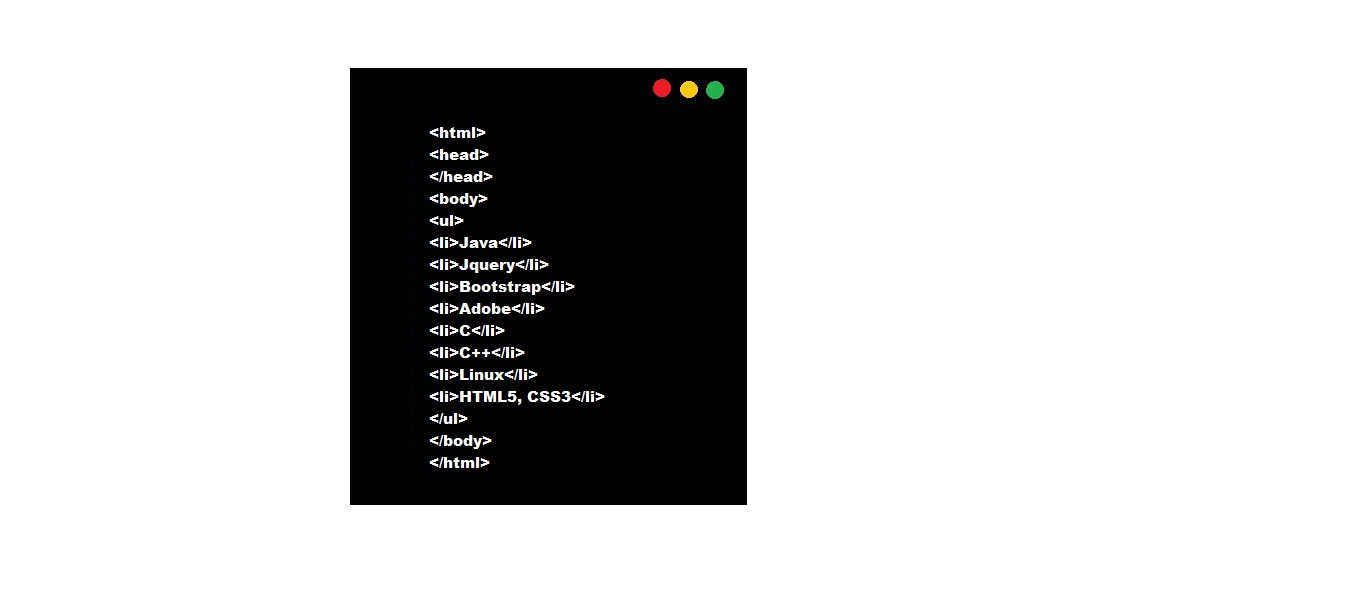 <html>
<head>
</head>
<body>
<ul>
<li>Java</li>
<li>Jquery</li>
<li>Bootstrap</li>
<li>Adobe</li>
<li>C</li>
<li>C++</li>
<li>Linux</li>
<li>HTML5, CSS3</li>
</ul>
</body>
</html>